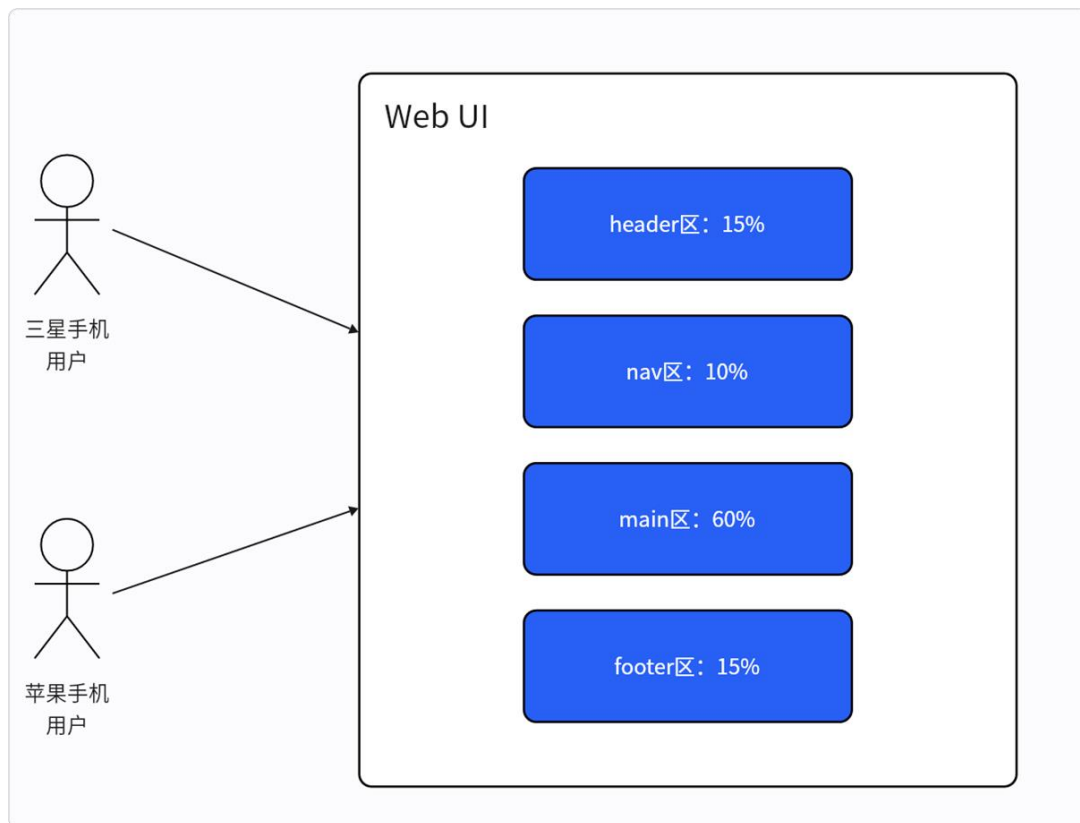 Web UI
header区：15%
nav区：10%
main区：60%
footer区：15%
三星手机
用户
苹果手机
用户